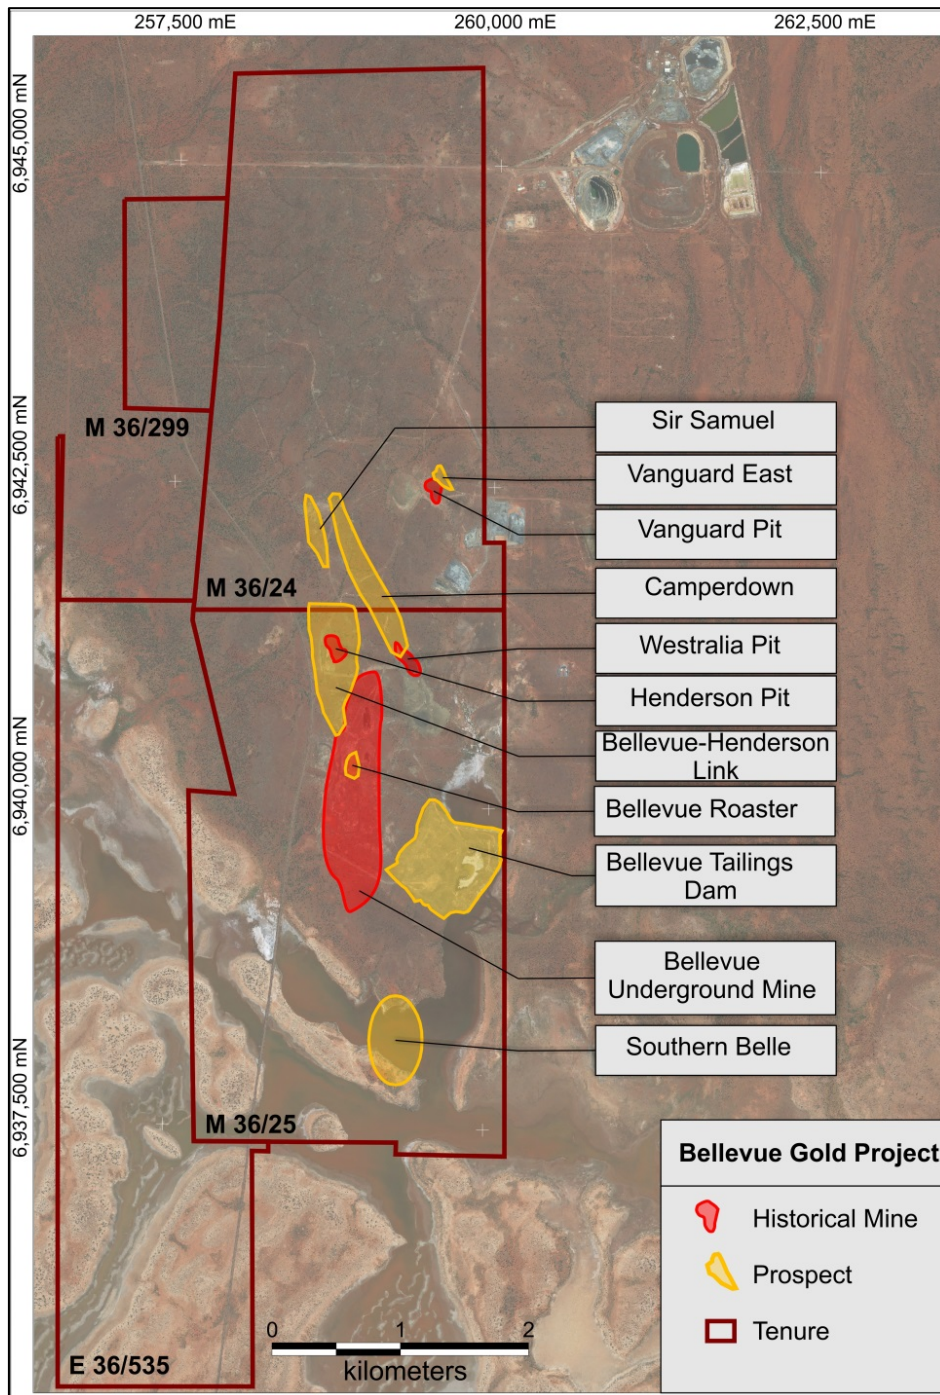 257,500 mE
260,000 mE
262,500 mE
6,945,000 mN
6,942,500 mN
6,940,000 mN
6,937,500 mN
M 36/299
M 36/24
M 36/25
E 36/535
Sir Samuel
Vanguard East
Vanguard Pit
Camperdown
Westralia Pit
Henderson Pit
Bellevue-Henderson
Link
Bellevue Roaster
Bellevue Tailings
Dam
Bellevue
Underground Mine
Southern Belle
Bellevue Gold Project
Historical Mine
Prospect
Tenure
0
1
2
kilometers